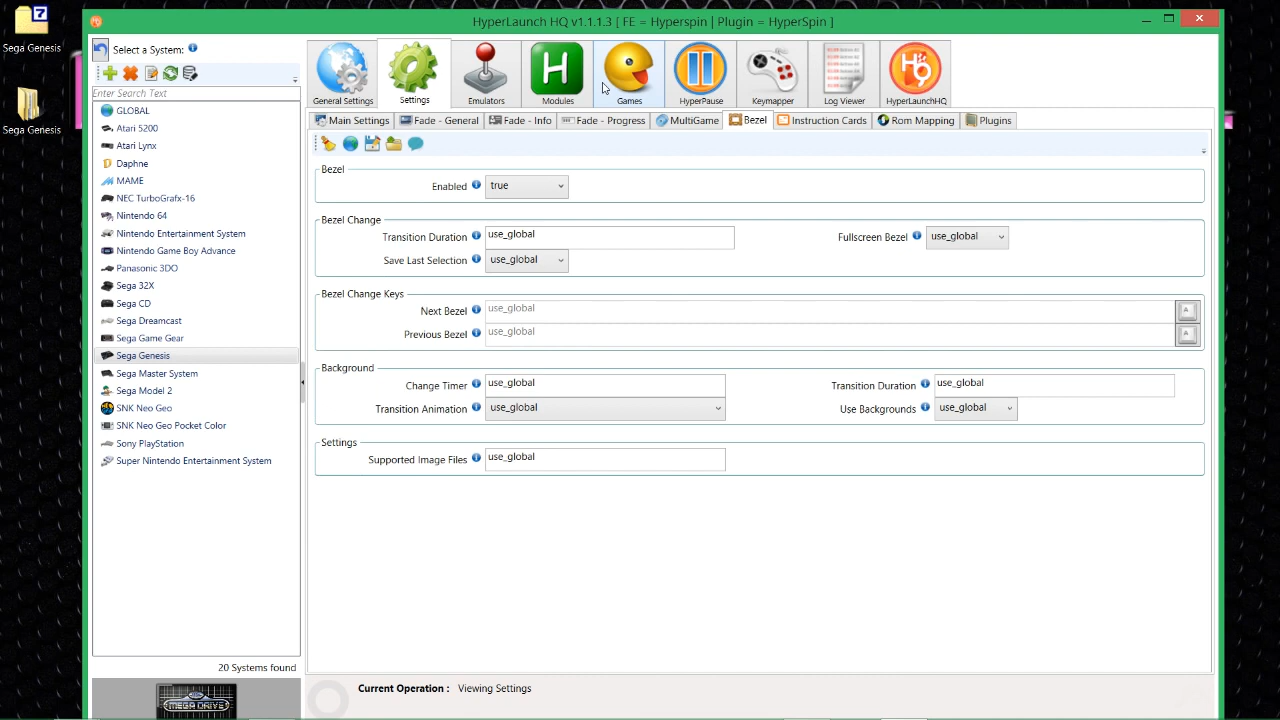 HyperLaunch HQ v1.1.1.3 [ FE = Hyperspin | Plugin = HyperSpin ]
Sega Genesis
Sega Genesis
Select a System:
Enter Search Text
GLOBAL
Atari 5200
Atari Lynx
Daphne
MAME
NEC TurboGrafx-16
Nintendo 64
Nintendo Entertainment System
Nintendo Game Boy Advance
Panasonic 3DO
Sega 32X
Sega CD
Sega Dreamcast
Sega Game Gear
Sega Genesis
Sega Master System
Sega Model 2
SNK Neo Geo
SNK Neo Geo Pocket Color
Sony PlayStation
Super Nintendo Entertainment System
20 Systems found
MEGA DRIVE
General Settings Settings Emulators Modules Games HyperPause Keymapper Log Viewer HyperLaunchHQ
Main Settings Fade - General Fade - Info Fade - Progress MultiGame Bezel Instruction Cards Rom Mapping Plugins
Bezel
Enabled true
Bezel Change
Transition Duration use_global Fullscreen Bezel use_global
Save Last Selection use_global
Bezel Change Keys
Next Bezel use_global
Previous Bezel use_global
Background
Change Timer use_global Transition Duration use_global
Transition Animation use_global Use Backgrounds use_global
Settings
Supported Image Files use_global
Current Operation : Viewing Settings